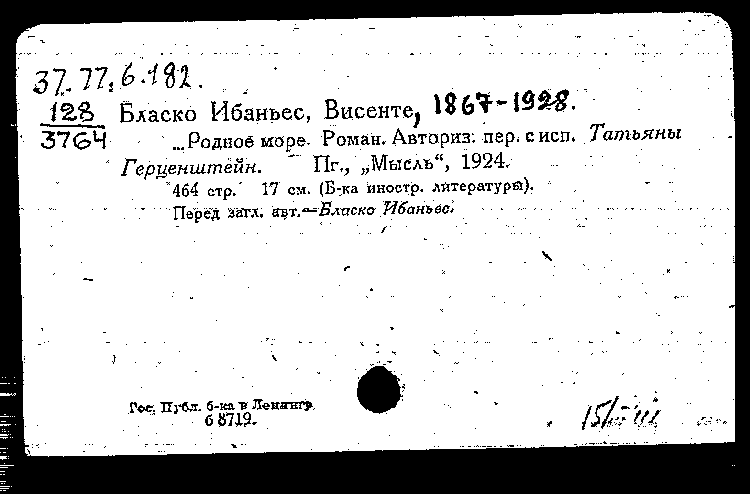 37.77.6.182.
128
3764
Бласко Ибаньес, Висенте, 1867-1928.
...Родное море. Роман. Авториз. пер. с исп. Татьяны
Герценштейн. Пг., „Мысль“, 1924.
464 стр. 17 см. (Б-ка иностр. литературы).
Перед загл. авт.—Бласко Ибаньес.
Гос. Публ. б-ка в Ленингр.
б 8719.